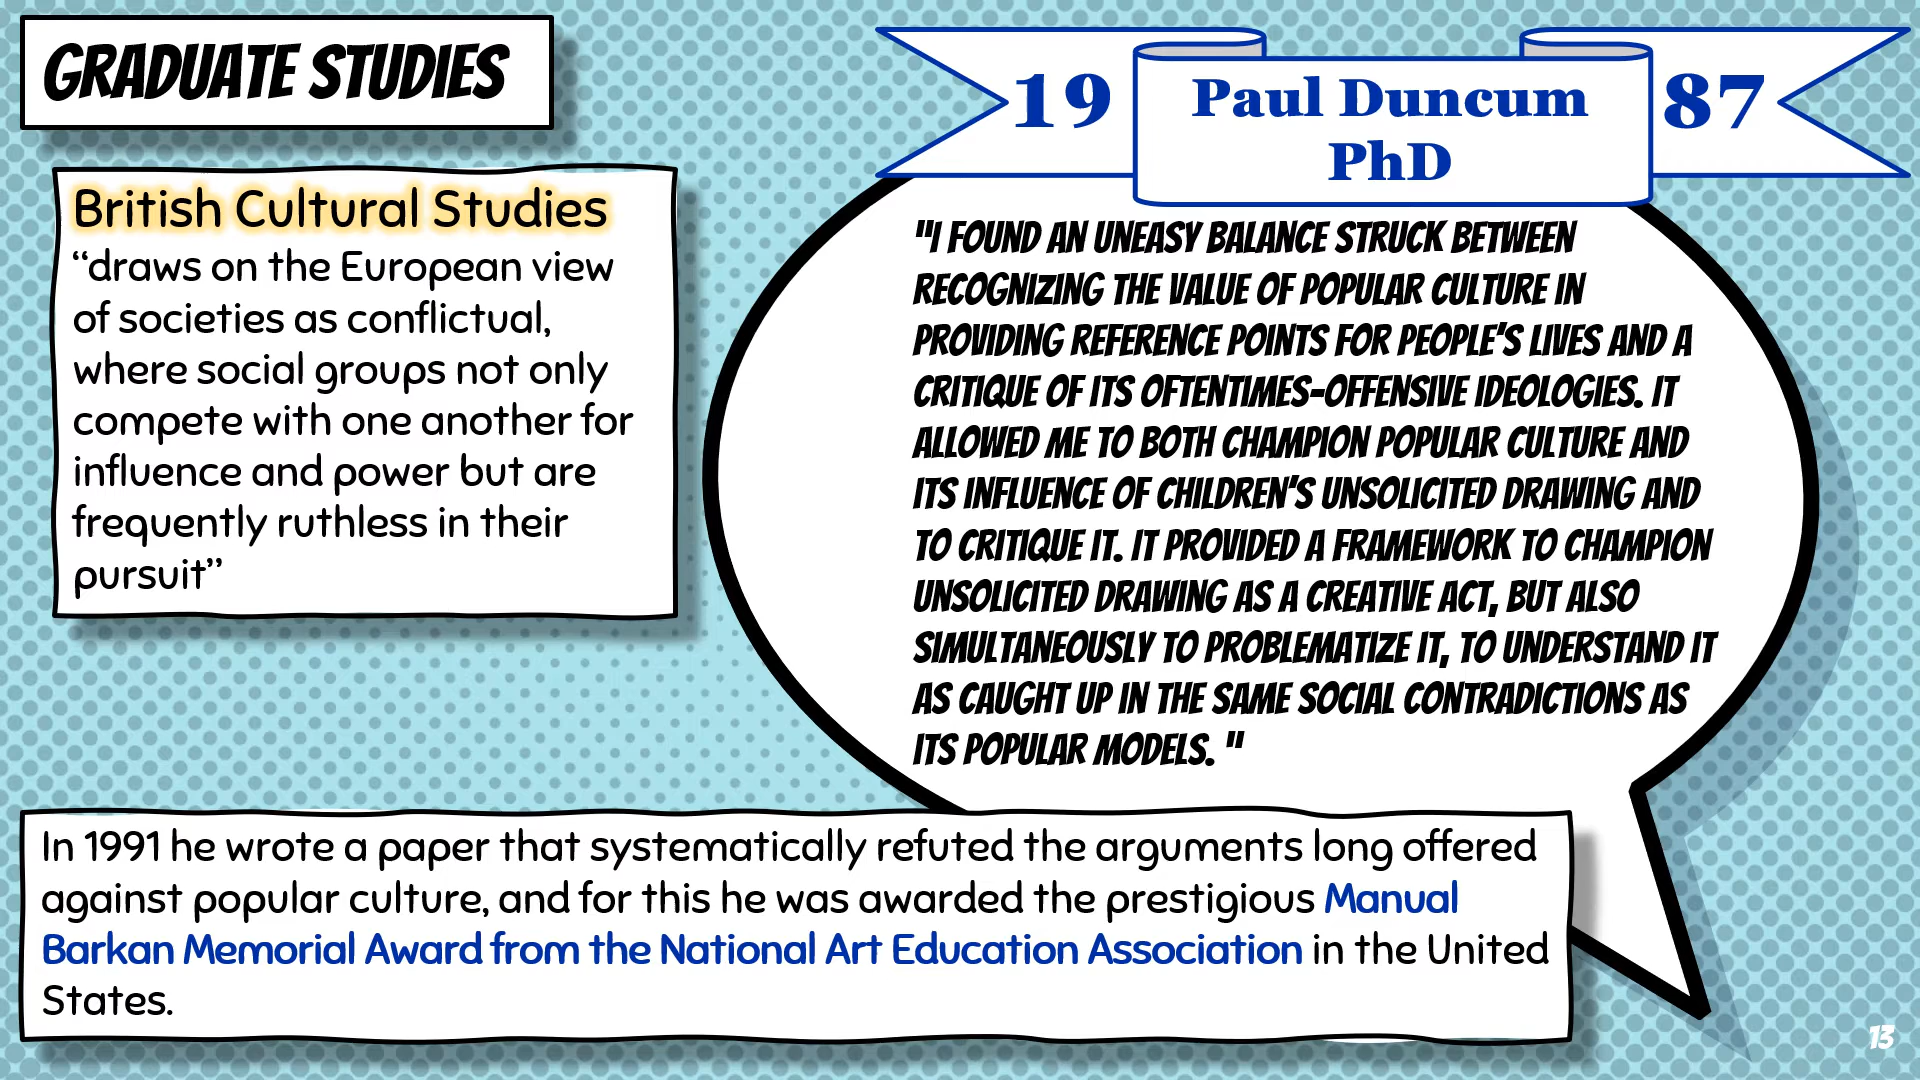 GRADUATE STUDIES
19 Paul Duncum 87
PhD
British Cultural Studies
“draws on the European view
of societies as conflictual,
where social groups not only
compete with one another for
influence and power but are
frequently ruthless in their
pursuit”
"I FOUND AN UNEASY BALANCE STRUCK BETWEEN
RECOGNIZING THE VALUE OF POPULAR CULTURE IN
PROVIDING REFERENCE POINTS FOR PEOPLE’S LIVES AND A
CRITIQUE OF ITS OFTENTIMES-OFFENSIVE IDEOLOGIES. IT
ALLOWED ME TO BOTH CHAMPION POPULAR CULTURE AND
ITS INFLUENCE OF CHILDREN’S UNSOLICITED DRAWING AND
TO CRITIQUE IT. IT PROVIDED A FRAMEWORK TO CHAMPION
UNSOLICITED DRAWING AS A CREATIVE ACT, BUT ALSO
SIMULTANEOUSLY TO PROBLEMATIZE IT, TO UNDERSTAND IT
AS CAUGHT UP IN THE SAME SOCIAL CONTRADICTIONS AS
ITS POPULAR MODELS. "
In 1991 he wrote a paper that systematically refuted the arguments long offered
against popular culture, and for this he was awarded the prestigious Manual
Barkan Memorial Award from the National Art Education Association in the United
States.
13